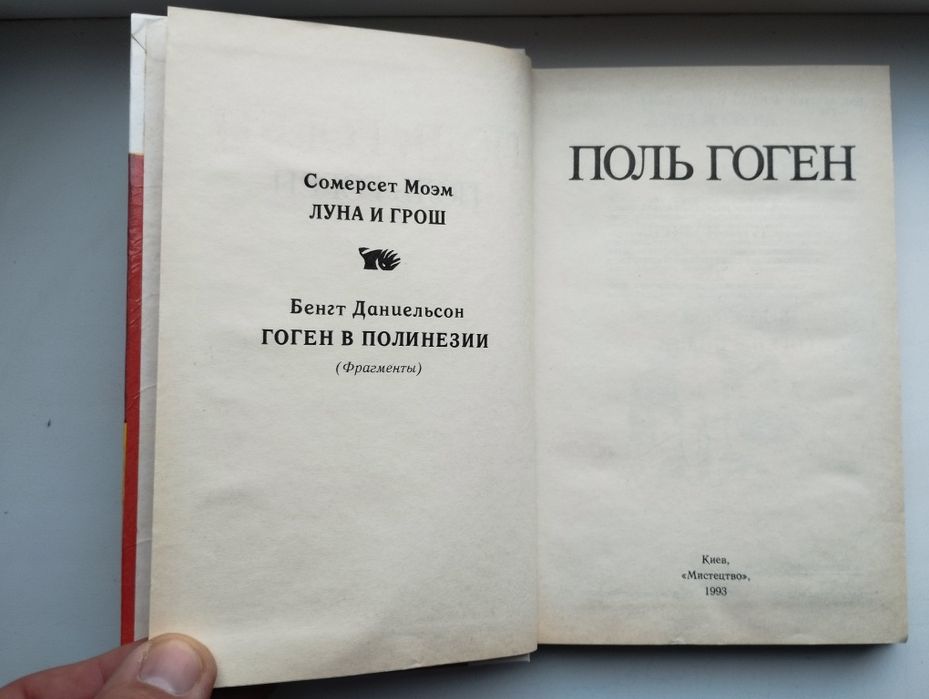 Сомерсет Моэм
ЛУНА И ГРОШ
Бенгт Даниельсон
ГОГЕН В ПОЛИНЕЗИИ
(Фрагменты)
ПОЛЬ ГОГЕН
Киев,
«Мистецтво»,
1993